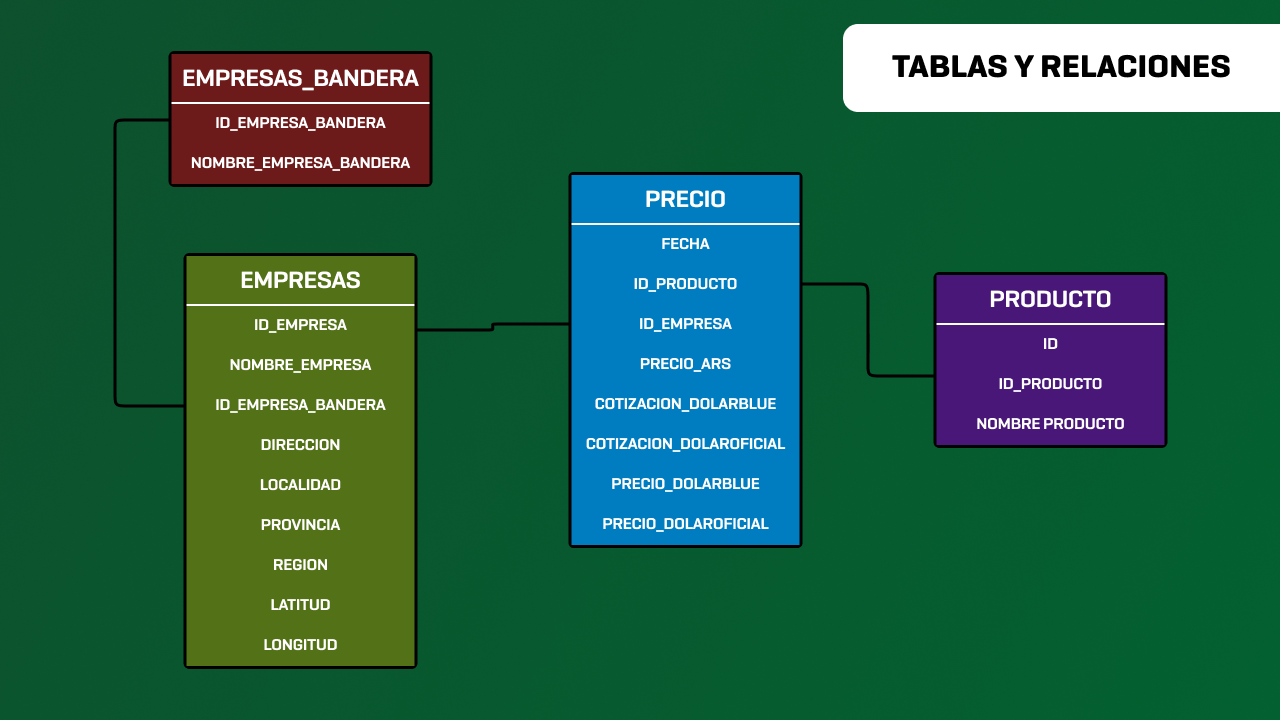 TABLAS Y RELACIONES
EMPRESAS_BANDERA
ID_EMPRESA_BANDERA
NOMBRE_EMPRESA_BANDERA
EMPRESAS
ID_EMPRESA
NOMBRE_EMPRESA
ID_EMPRESA_BANDERA
DIRECCION
LOCALIDAD
PROVINCIA
REGION
LATITUD
LONGITUD
PRECIO
FECHA
ID_PRODUCTO
ID_EMPRESA
PRECIO_ARS
COTIZACION_DOLARBLUE
COTIZACION_DOLAROFICIAL
PRECIO_DOLARBLUE
PRECIO_DOLAROFICIAL
PRODUCTO
ID
ID_PRODUCTO
NOMBRE PRODUCTO